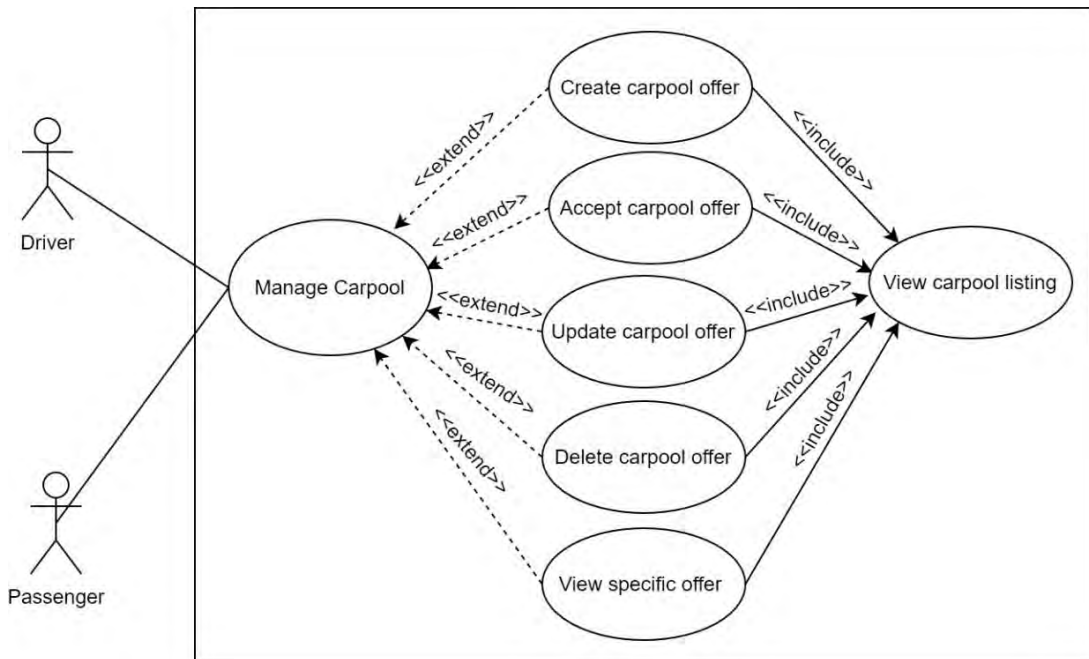 Create carpool offer
<<extend>>
<<include>>
Driver
Accept carpool offer
<<extend>>
<<include>>
Manage Carpool
View carpool listing
<<extend>>
<<include>>
Update carpool offer
<<extend>>
<<include>>
Delete carpool offer
<<extend>>
<<include>>
View specific offer
Passenger